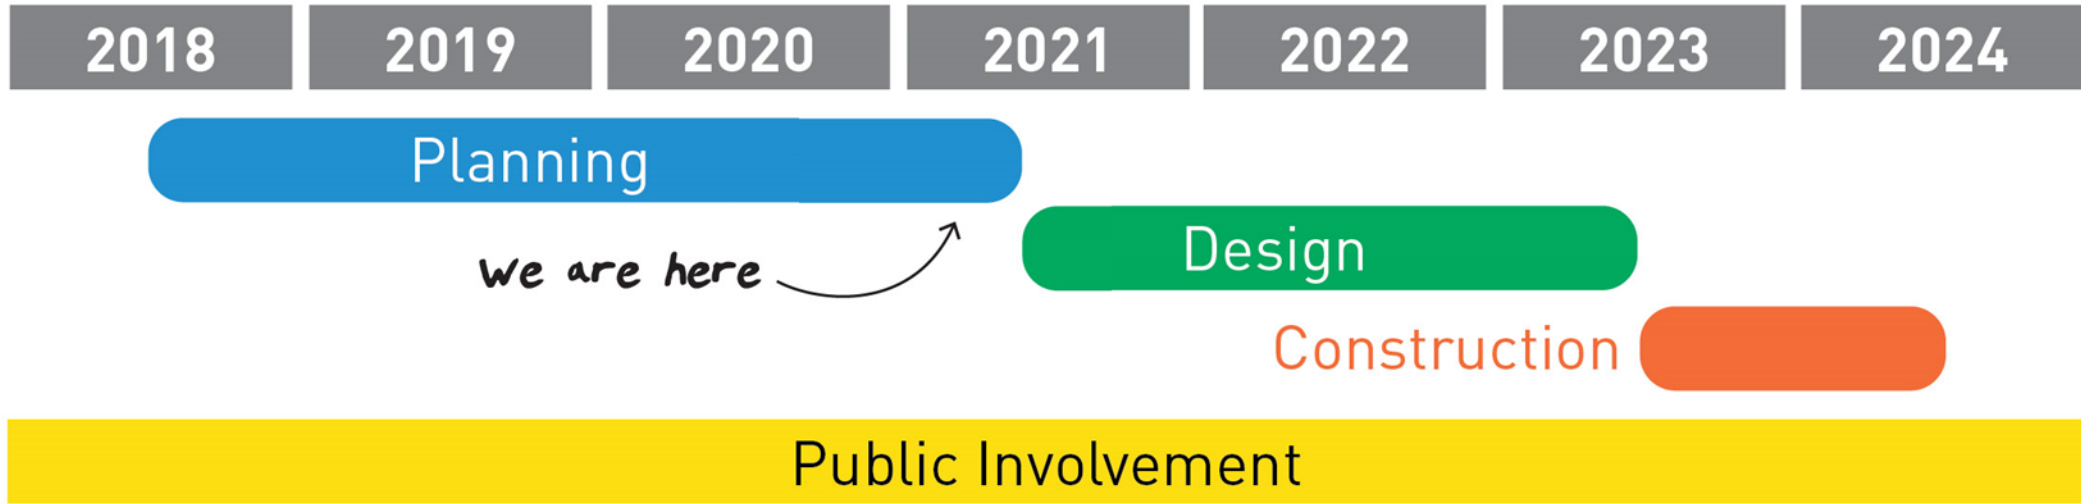 2018 2019 2020 2021 2022 2023 2024
Planning
Design
We are here
Construction
Public Involvement